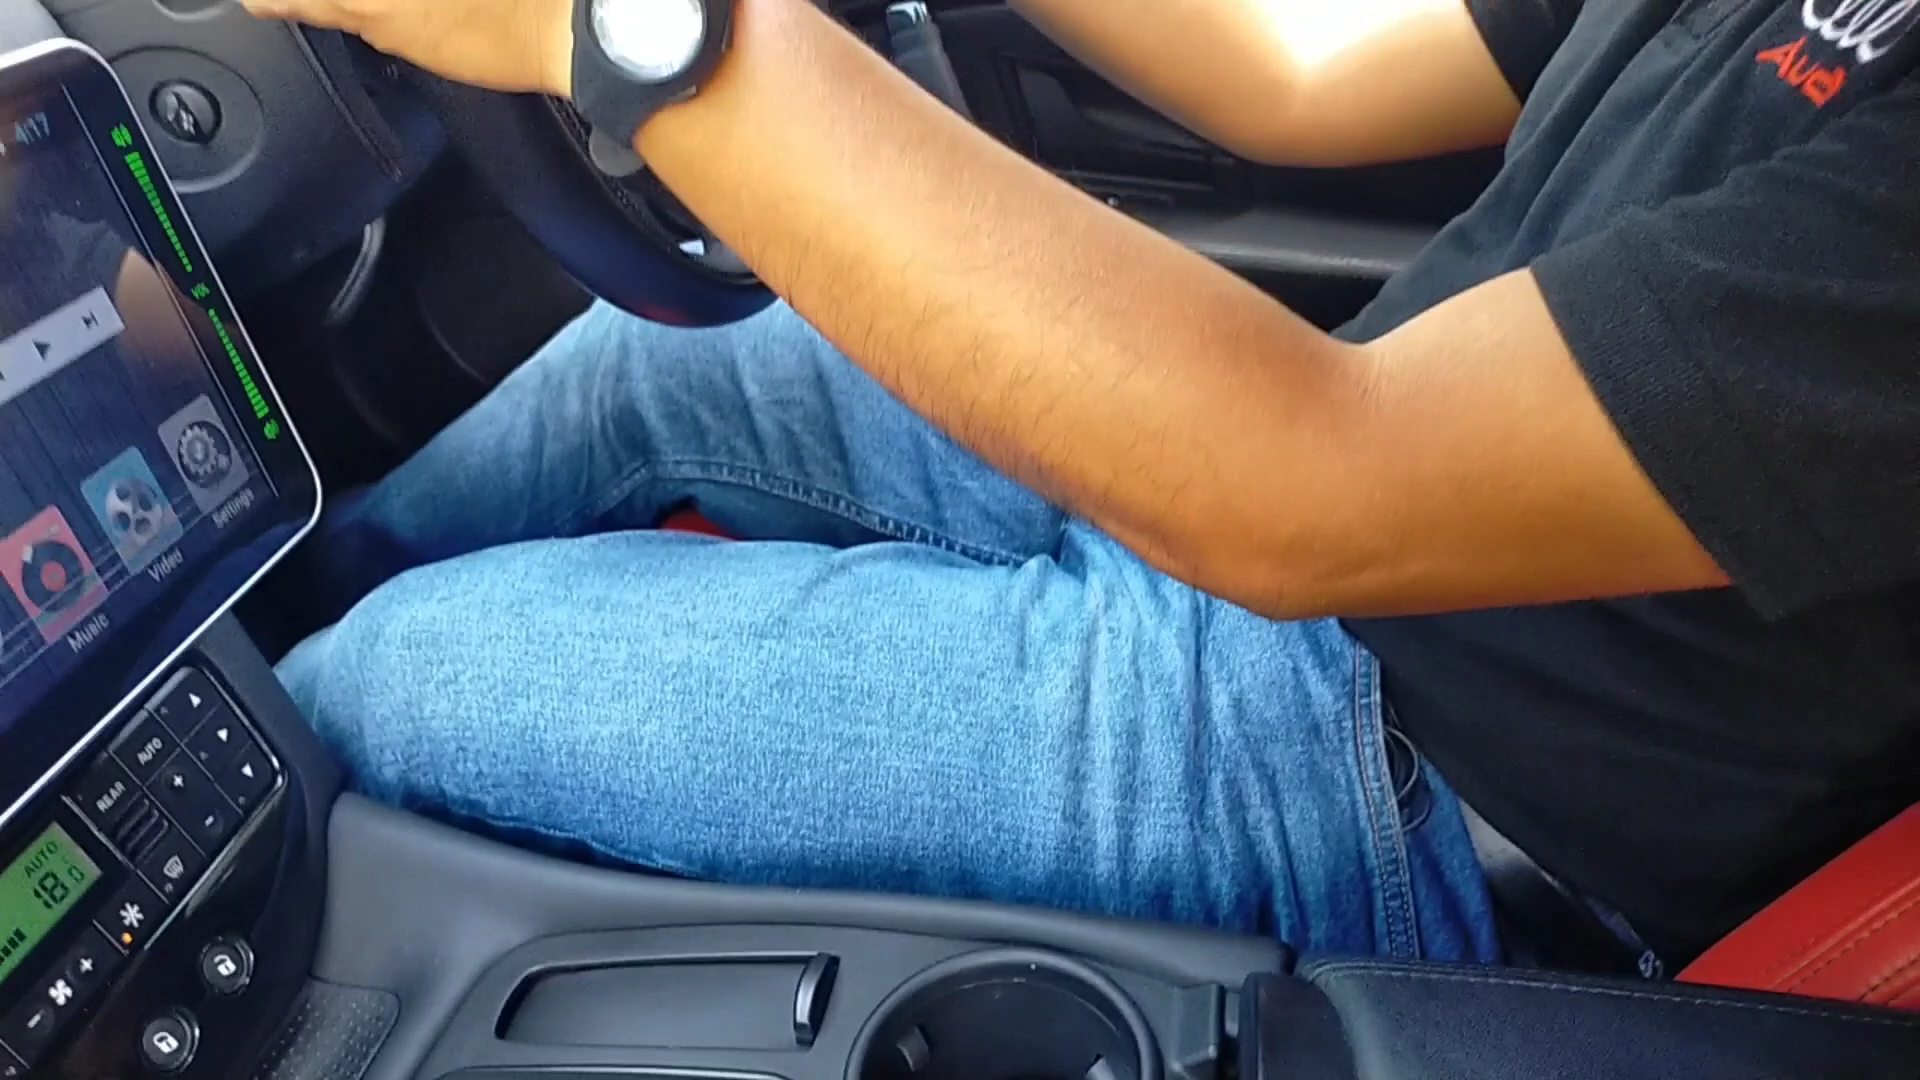 Audi
4:17
VOL
Settings
Video
Music
AUTO
REAR
AUTO
18.0